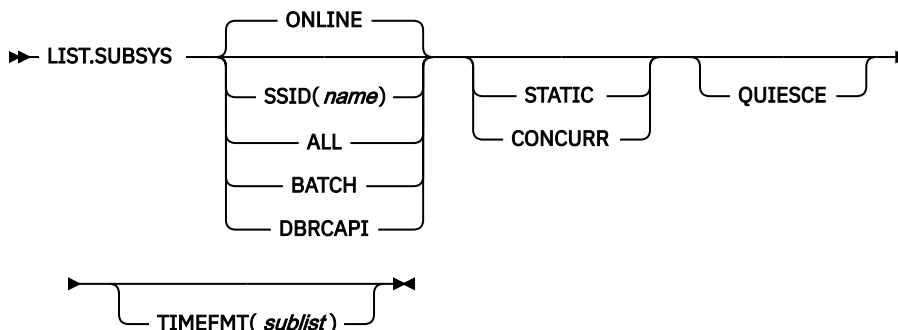 ONLINE
LIST.SUBSYS
SSID( name)
ALL
BATCH
DBRCAPI
STATIC
CONCURR
QUIESCE
TIMEFMT( sublist)